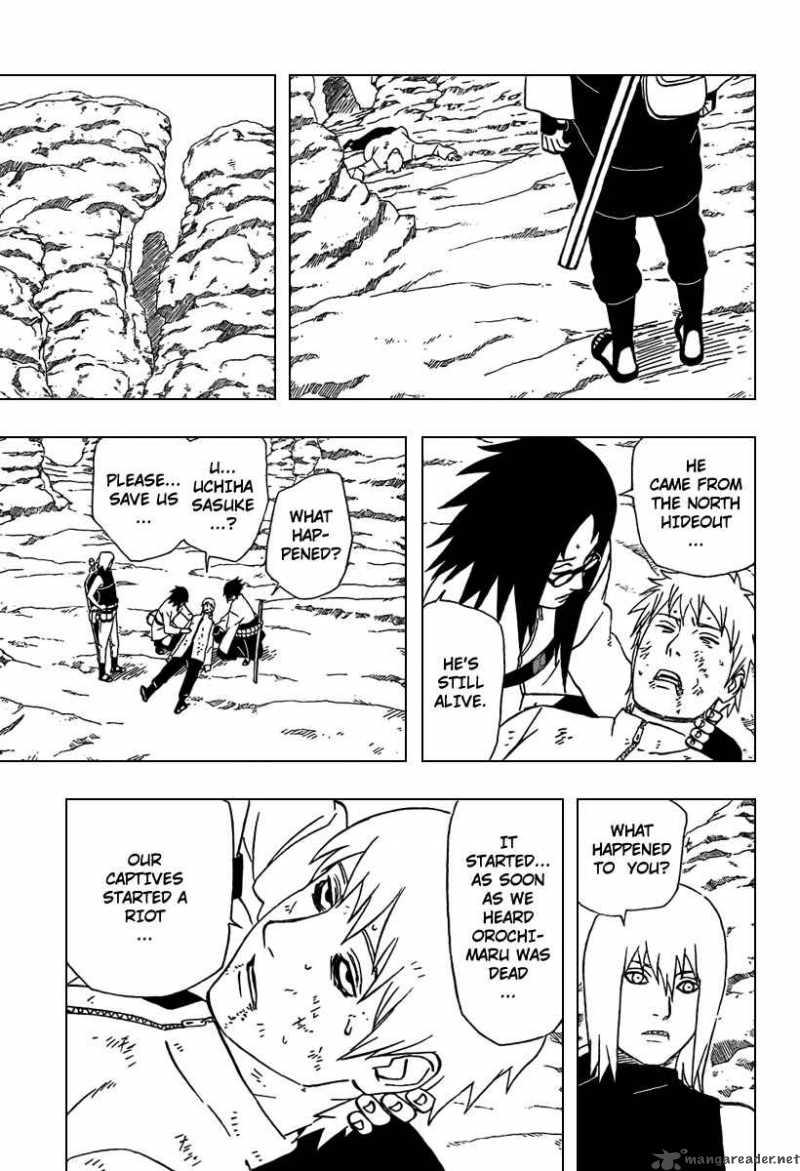 HE
CAME FROM
THE NORTH
HIDEOUT
...
HE'S
STILL
ALIVE.
WHAT
HAP-
PENED?
U...
UCHIHA
SASUKE
...?
PLEASE...
SAVE US
...
WHAT
HAPPENED
TO YOU?
IT
STARTED...
AS SOON
AS WE
HEARD
OROCHI-
MARU WAS
DEAD
...
OUR
CAPTIVES
STARTED A
RIOT
...
mangareader.net